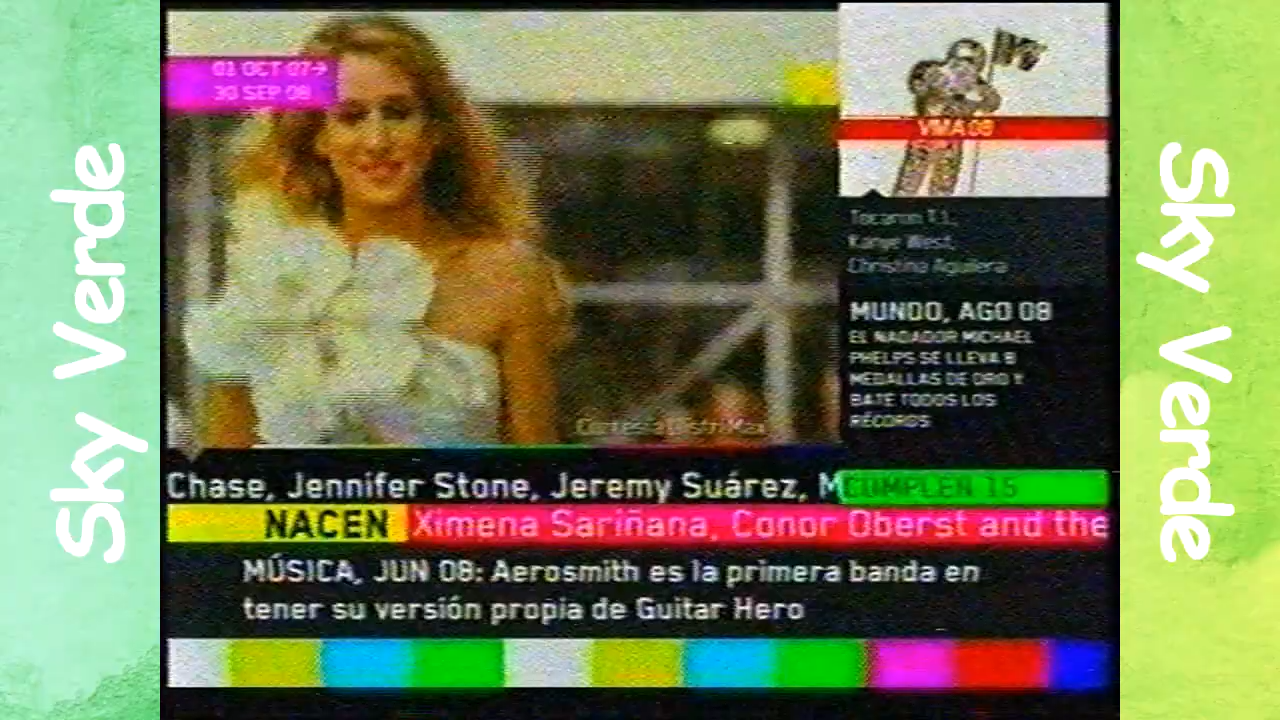 Sky Verde
01 OCT 07→
30 SEP 08
VMA 08
Tocaron T.I.,
Kanye West,
Christina Aguilera
MUNDO, AGO 08
EL NADADOR MICHAEL
PHELPS SE LLEVA 8
MEDALLAS DE ORO Y
BATE TODOS LOS
RÉCORDS
Chase, Jennifer Stone, Jeremy Suárez, M
CUMPLEN 15
NACEN
Ximena Sariñana, Conor Oberst and the
MÚSICA, JUN 08: Aerosmith es la primera banda en
tener su versión propia de Guitar Hero
Sky Verde